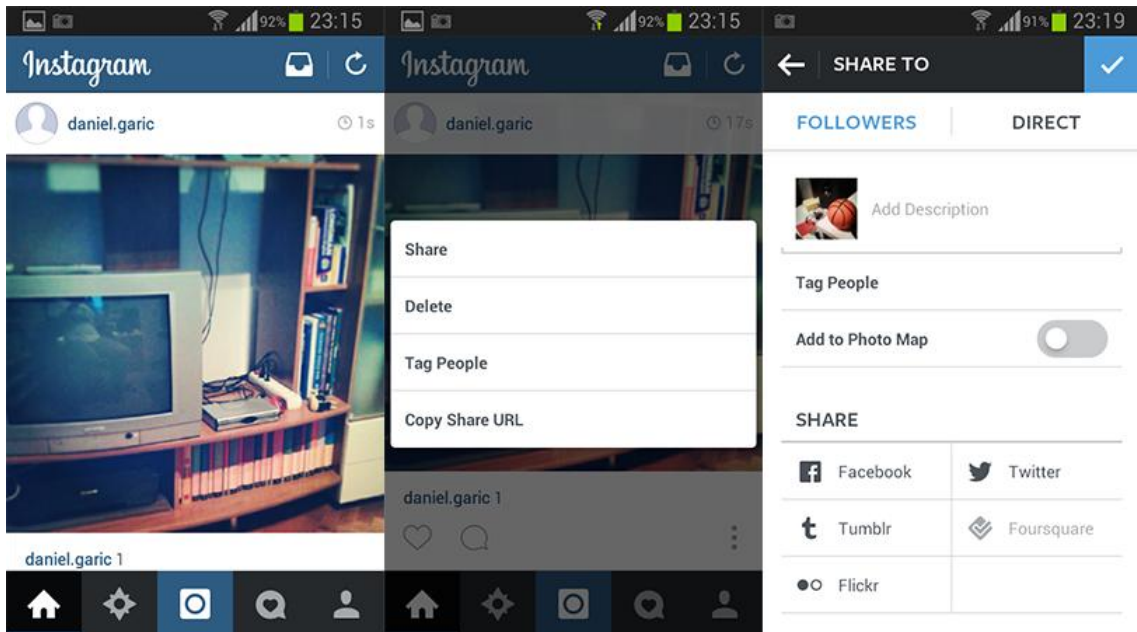 92% 23:15
Instagram
daniel.garic 1s
daniel.garic 1
92% 23:15
Instagram
daniel.garic 17s
Share
Delete
Tag People
Copy Share URL
daniel.garic 1
91% 23:19
SHARE TO
FOLLOWERS DIRECT
Add Description
Tag People
Add to Photo Map
SHARE
Facebook Twitter
Tumblr Foursquare
Flickr